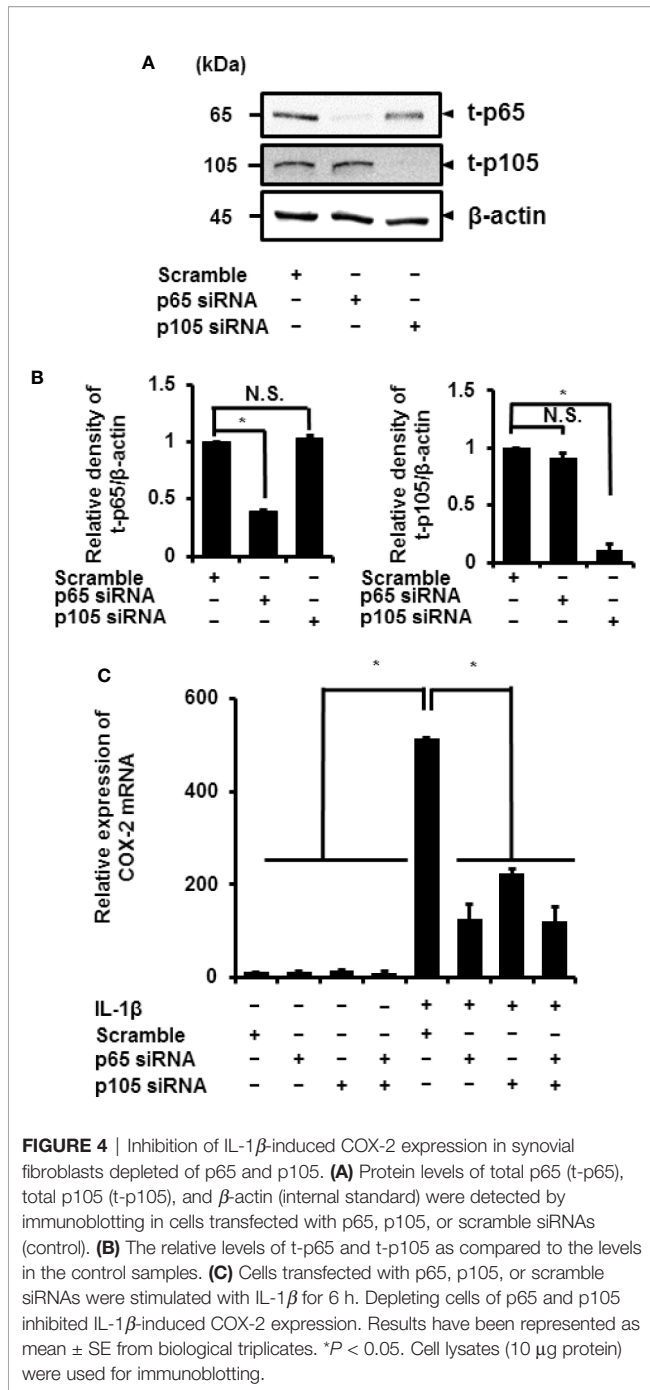 A (kDa)
65 t-p65
105 t-p105
45 β-actin
Scramble + – –
p65 siRNA – + –
p105 siRNA – – +
B
Relative density of
t-p65/β-actin
1.5
1
0.5
0
N.S.
*
Scramble + – –
p65 siRNA – + –
p105 siRNA – – +
Relative density of
t-p105/β-actin
1.5
1
0.5
0
*
N.S.
Scramble + – –
p65 siRNA – + –
p105 siRNA – – +
C
Relative expression of
COX-2 mRNA
600
400
200
0
* *
IL-1β – – – – + + + +
Scramble + – – – + – – –
p65 siRNA – + – + – + – +
p105 siRNA – – + + – – + +
FIGURE 4 | Inhibition of IL-1β-induced COX-2 expression in synovial
fibroblasts depleted of p65 and p105. (A) Protein levels of total p65 (t-p65),
total p105 (t-p105), and β-actin (internal standard) were detected by
immunoblotting in cells transfected with p65, p105, or scramble siRNAs
(control). (B) The relative levels of t-p65 and t-p105 as compared to the levels
in the control samples. (C) Cells transfected with p65, p105, or scramble
siRNAs were stimulated with IL-1β for 6 h. Depleting cells of p65 and p105
inhibited IL-1β-induced COX-2 expression. Results have been represented as
mean ± SE from biological triplicates. *P < 0.05. Cell lysates (10 μg protein)
were used for immunoblotting.